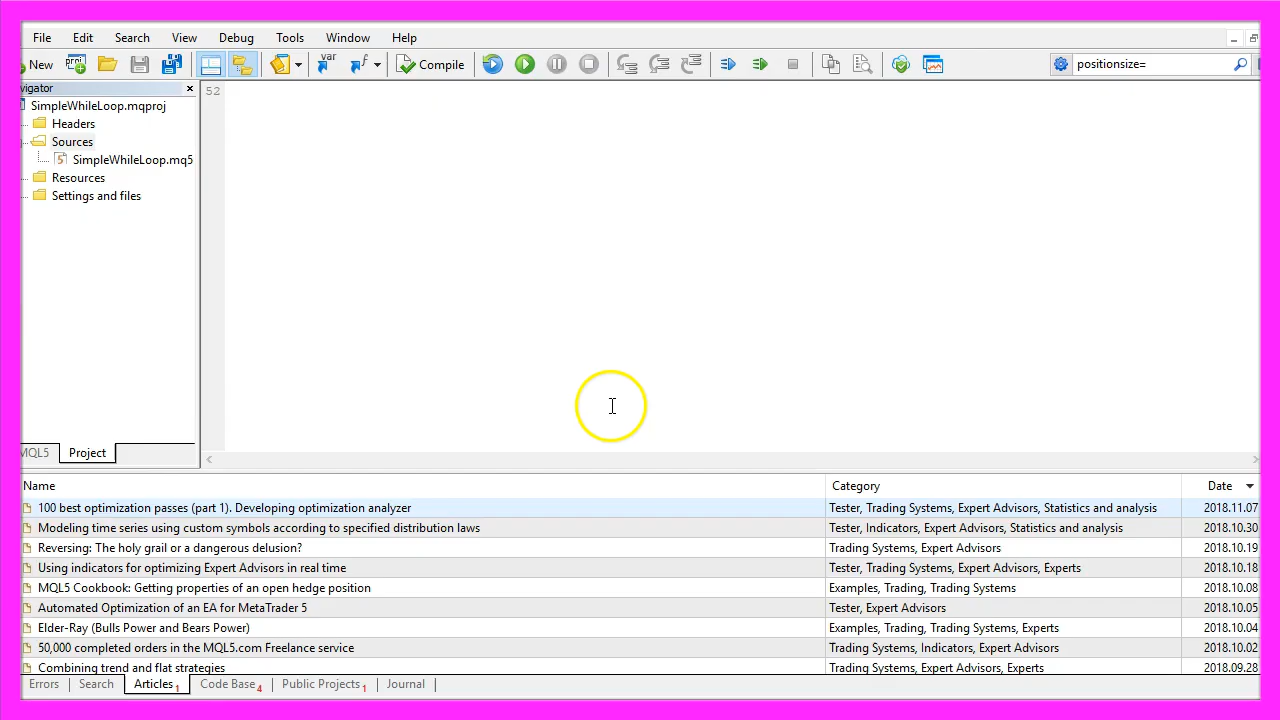 File Edit Search View Debug Tools Window Help
New Compile positionsize=
SimpleWhileLoop.mqproj
52
Headers
Sources
SimpleWhileLoop.mq5
Resources
Settings and files
Project
Name Category Date
100 best optimization passes (part 1). Developing optimization analyzer Tester, Trading Systems, Expert Advisors, Statistics and analysis 2018.11.07
Modeling time series using custom symbols according to specified distribution laws Tester, Indicators, Expert Advisors, Statistics and analysis 2018.10.30
Reversing: The holy grail or a dangerous delusion? Trading Systems, Expert Advisors 2018.10.19
Using indicators for optimizing Expert Advisors in real time Tester, Trading Systems, Expert Advisors, Experts 2018.10.18
MQL5 Cookbook: Getting properties of an open hedge position Examples, Trading, Trading Systems 2018.10.08
Automated Optimization of an EA for MetaTrader 5 Tester, Expert Advisors 2018.10.05
Elder-Ray (Bulls Power and Bears Power) Examples, Trading, Trading Systems, Experts 2018.10.04
50,000 completed orders in the MQL5.com Freelance service Trading Systems, Indicators, Expert Advisors 2018.10.02
Combining trend and flat strategies Trading Systems, Expert Advisors, Experts 2018.09.28
Errors Search Articles 1 Code Base 4 Public Projects 1 Journal